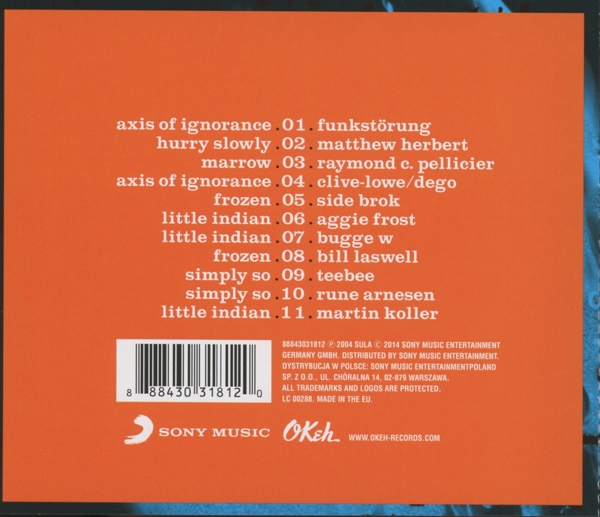 axis of ignorance .01. funkstörung
hurry slowly .02. matthew herbert
marrow .03. raymond c. pellicier
axis of ignorance .04. clive-lowe/dego
frozen .05. side brok
little indian .06. aggie frost
little indian .07. bugge w
frozen .08. bill laswell
simply so .09. teebee
simply so .10. rune arnesen
little indian .11. martin koller
88843031812 ℗ 2004 SULA © 2014 SONY MUSIC ENTERTAINMENT
GERMANY GMBH. DISTRIBUTED BY SONY MUSIC ENTERTAINMENT.
DYSTRYBUCJA W POLSCE: SONY MUSIC ENTERTAINMENTPOLAND
SP. Z O.O., UL. CHÓRALNA 14, 02-879 WARSZAWA.
ALL TRADEMARKS AND LOGOS ARE PROTECTED.
LC 00288. MADE IN THE EU.
8 88430 31812 0
SONY MUSIC OKeh WWW.OKEH-RECORDS.COM